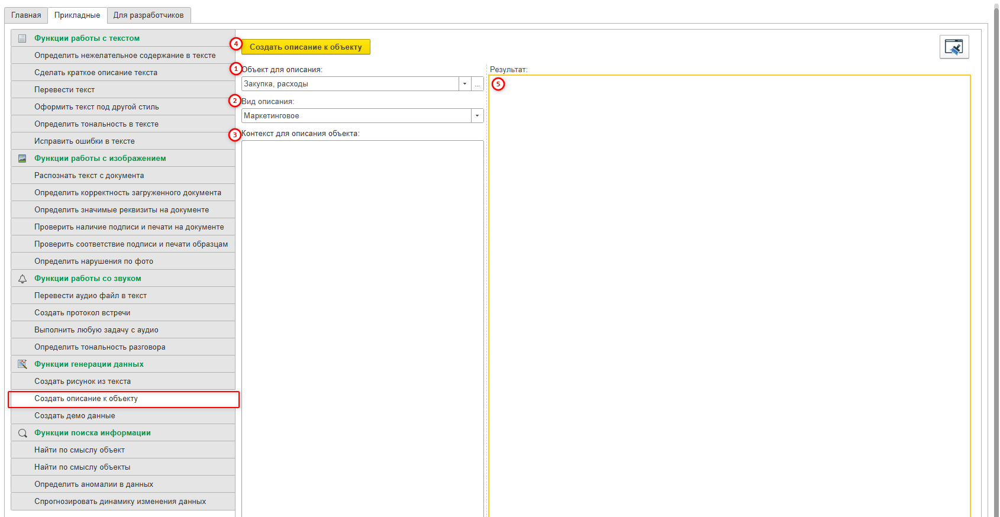 Главная Прикладные Для разработчиков
Функции работы с текстом
Определить нежелательное содержание в тексте
Сделать краткое описание текста
Перевести текст
Оформить текст под другой стиль
Определить тональность в тексте
Исправить ошибки в тексте
Функции работы с изображением
Распознать текст с документа
Определить корректность загруженного документа
Определить значимые реквизиты на документе
Проверить наличие подписи и печати на документе
Проверить соответствие подписи и печати образцам
Определить нарушения по фото
Функции работы со звуком
Перевести аудио файл в текст
Создать протокол встречи
Выполнить любую задачу с аудио
Определить тональность разговора
Функции генерации данных
Создать рисунок из текста
Создать описание к объекту
Создать демо данные
Функции поиска информации
Найти по смыслу объект
Найти по смыслу объекты
Определить аномалии в данных
Спрогнозировать динамику изменения данных
4 Создать описание к объекту
1 Объект для описания:
Закупка, расходы ...
2 Вид описания:
Маркетинговое
3 Контекст для описания объекта:
Результат:
5